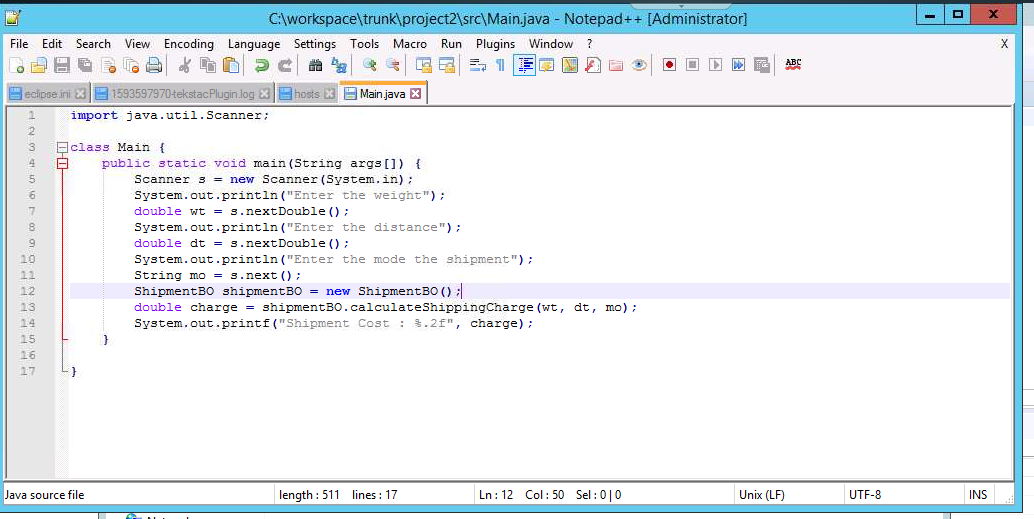 C:\workspace\trunk\project2\src\Main.java - Notepad++ [Administrator]
File Edit Search View Encoding Language Settings Tools Macro Run Plugins Window ? X
ABC
eclipse.ini 1593597970-tekstacPlugin.log hosts Main.java
1 import java.util.Scanner;
2
3 class Main {
4 public static void main(String args[]) {
5 Scanner s = new Scanner(System.in);
6 System.out.println("Enter the weight");
7 double wt = s.nextDouble();
8 System.out.println("Enter the distance");
9 double dt = s.nextDouble();
10 System.out.println("Enter the mode the shipment");
11 String mo = s.next();
12 ShipmentBO shipmentBO = new ShipmentBO();
13 double charge = shipmentBO.calculateShippingCharge(wt, dt, mo);
14 System.out.printf("Shipment Cost : %.2f", charge);
15 }
16
17 }
Java source file length : 511 lines : 17 Ln : 12 Col : 50 Sel : 0 | 0 Unix (LF) UTF-8 INS